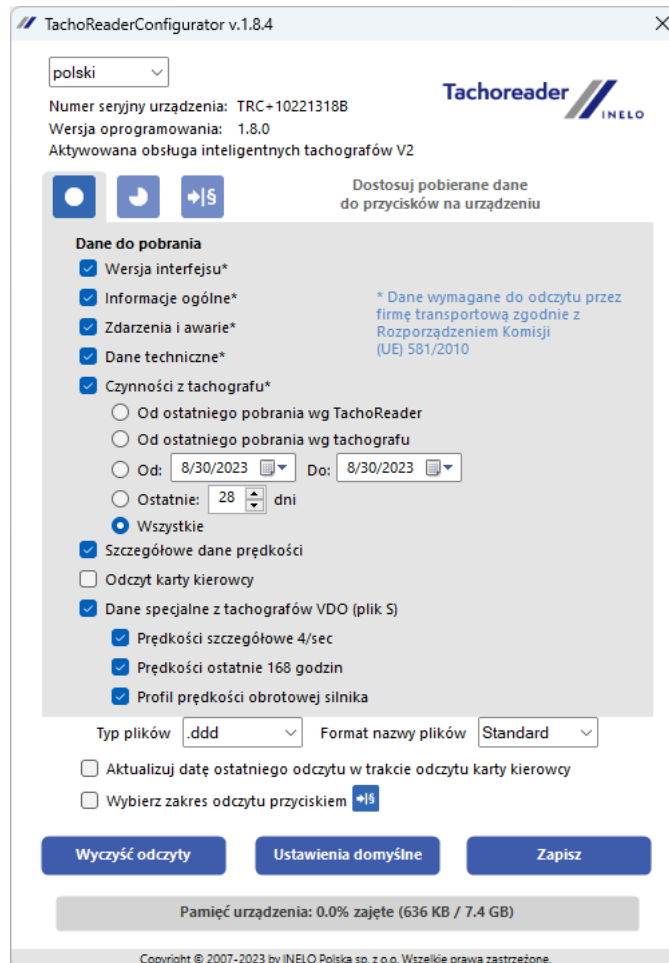 TachoReaderConfigurator v.1.8.4
polski
Tachoreader
INELO
Numer seryjny urządzenia: TRC+10221318B
Wersja oprogramowania: 1.8.0
Aktywowana obsługa inteligentnych tachografów V2
Dostosuj pobierane dane
do przycisków na urządzeniu
Dane do pobrania
Wersja interfejsu*
Informacje ogólne*
Zdarzenia i awarie*
Dane techniczne*
* Dane wymagane do odczytu przez
firmę transportową zgodnie z
Rozporządzeniem Komisji
(UE) 581/2010
Czynności z tachografu*
Od ostatniego pobrania wg TachoReader
Od ostatniego pobrania wg tachografu
Od: 8/30/2023 Do: 8/30/2023
Ostatnie: 28 dni
Wszystkie
Szczegółowe dane prędkości
Odczyt karty kierowcy
Dane specjalne z tachografów VDO (plik S)
Prędkości szczegółowe 4/sec
Prędkości ostatnie 168 godzin
Profil prędkości obrotowej silnika
Typ plików .ddd Format nazwy plików Standard
Aktualizuj datę ostatniego odczytu w trakcie odczytu karty kierowcy
Wybierz zakres odczytu przyciskiem
Wyczyść odczyty Ustawienia domyślne Zapisz
Pamięć urządzenia: 0.0% zajęte (636 KB / 7.4 GB)
Copyright © 2007-2023 by INELO Polska sp. z o.o. Wszelkie prawa zastrzeżone.